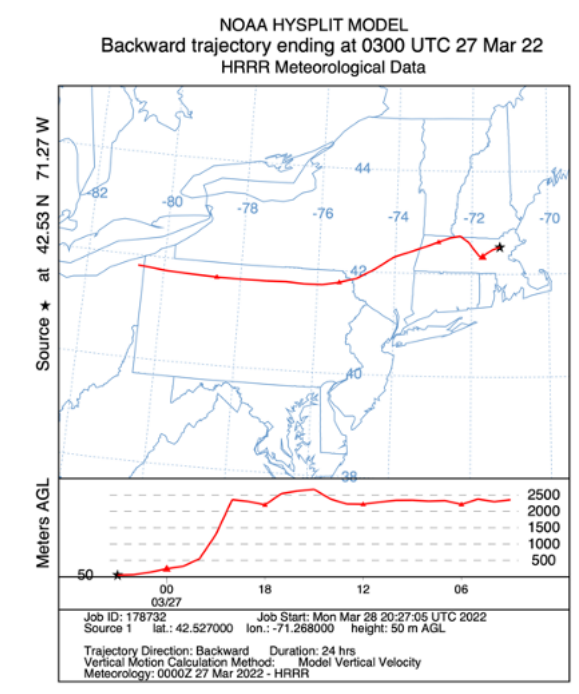 NOAA HYSPLIT MODEL
Backward trajectory ending at 0300 UTC 27 Mar 22
HRRR Meteorological Data
Source ★ at 42.53 N 71.27 W
44
-82
-80
-78
-76
-74
-72
-70
42
40
38
Meters AGL
2500
2000
1500
1000
500
50
00
18
12
06
03/27
Job ID: 178732 Job Start: Mon Mar 28 20:27:05 UTC 2022
Source 1 lat.: 42.527000 lon.: -71.268000 height: 50 m AGL
Trajectory Direction: Backward Duration: 24 hrs
Vertical Motion Calculation Method: Model Vertical Velocity
Meteorology: 0000Z 27 Mar 2022 - HRRR